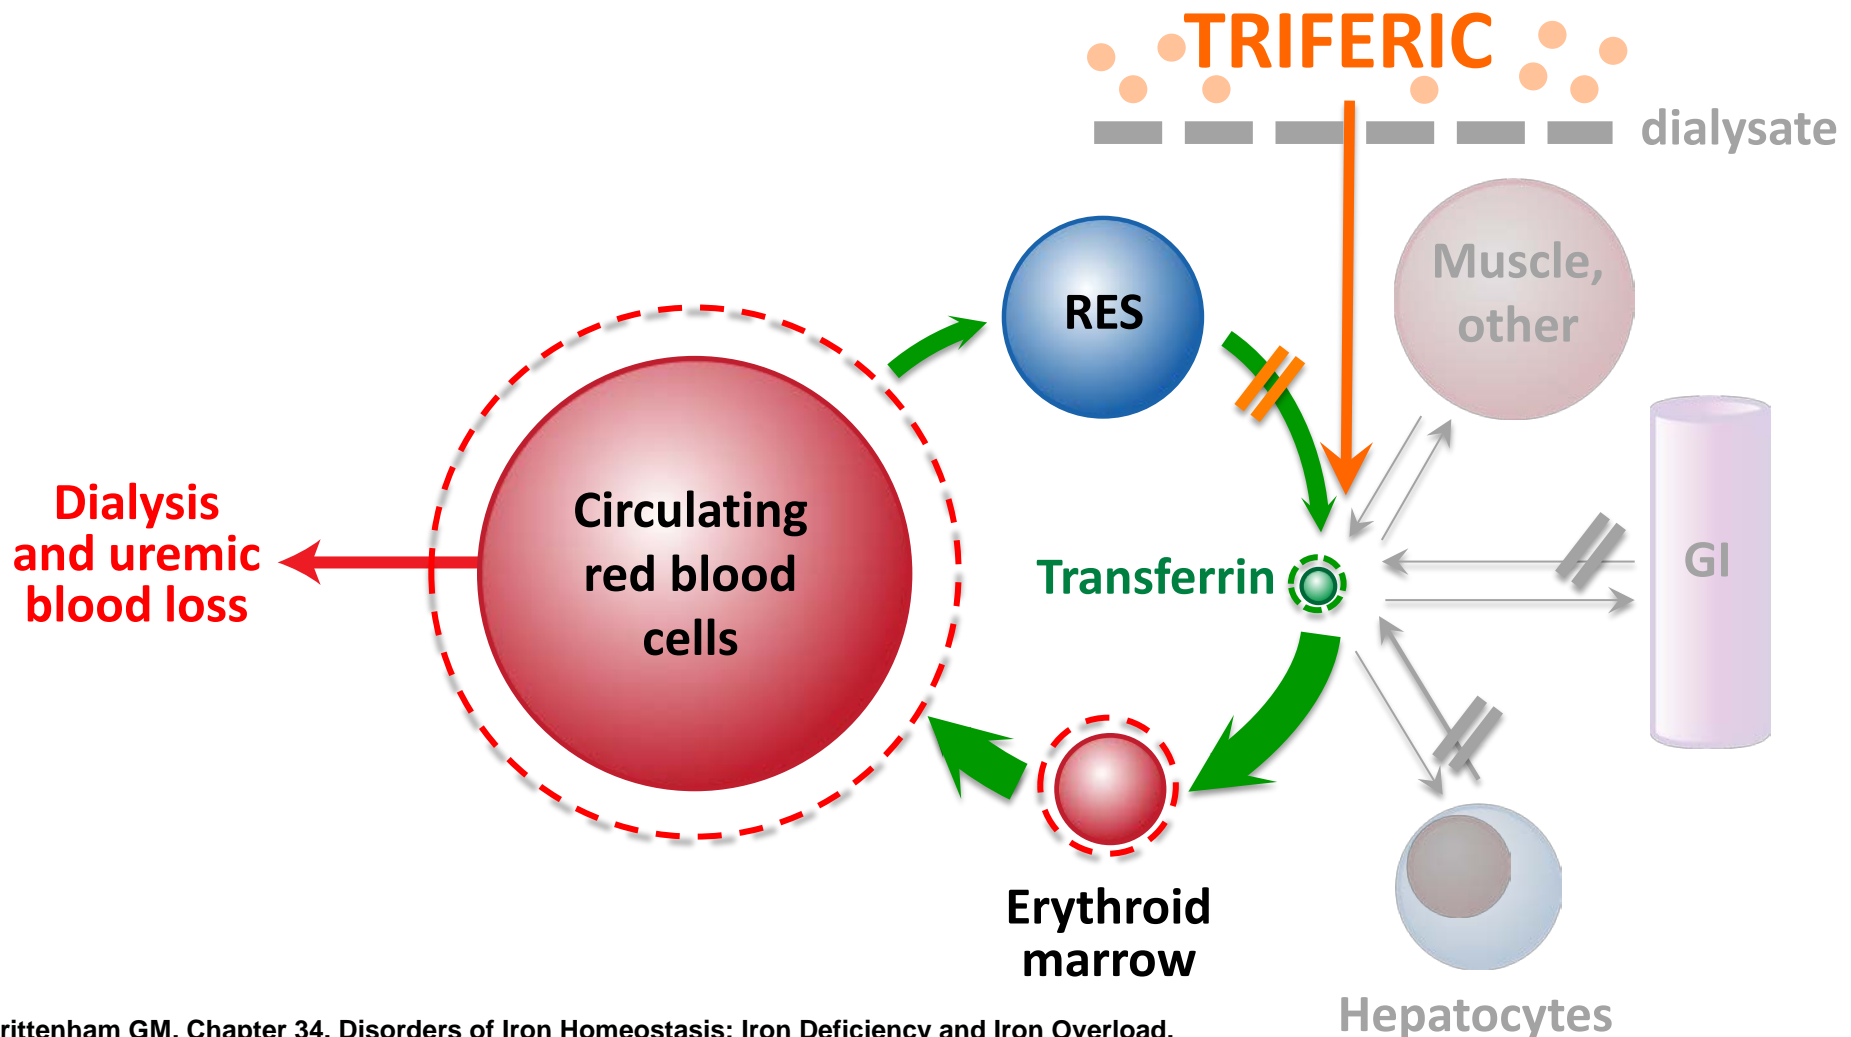 TRIFERIC
dialysate
Muscle,
other
RES
Circulating
red blood
cells
Dialysis
and uremic
blood loss
Transferrin
GI
Erythroid
marrow
Hepatocytes
rittenham GM. Chapter 34. Disorders of Iron Homeostasis: Iron Deficiency and Iron Overload.